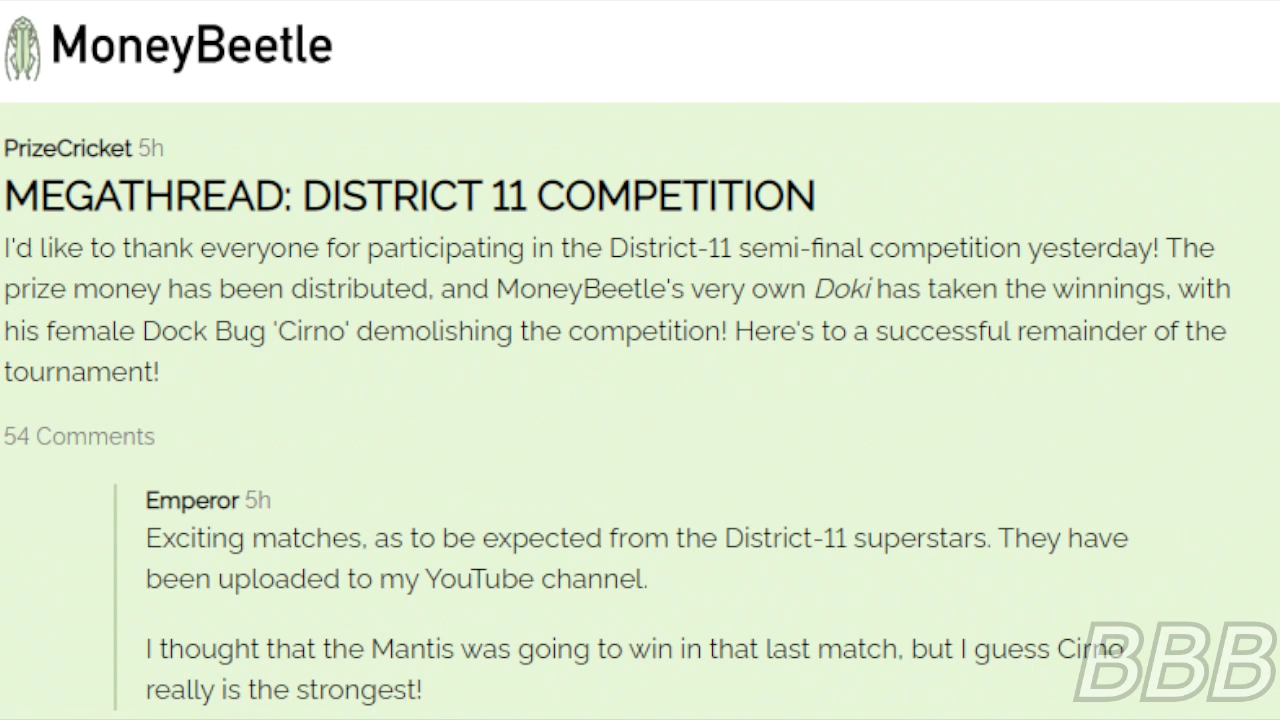 MoneyBeetle
PrizeCricket 5h
MEGATHREAD: DISTRICT 11 COMPETITION
I'd like to thank everyone for participating in the District-11 semi-final competition yesterday! The
prize money has been distributed, and MoneyBeetle's very own Doki has taken the winnings, with
his female Dock Bug 'Cirno' demolishing the competition! Here's to a successful remainder of the
tournament!
54 Comments
Emperor 5h
Exciting matches, as to be expected from the District-11 superstars. They have
been uploaded to my YouTube channel.
I thought that the Mantis was going to win in that last match, but I guess Cirno
really is the strongest!
BBB